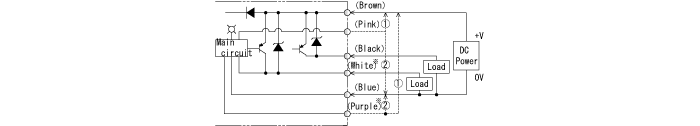 (Brown)
(Pink)①
+V
Main
circuit
(Black)
DC
Power
(White)※②
Load
①
Load
0V
(Blue)
(Purple)※②